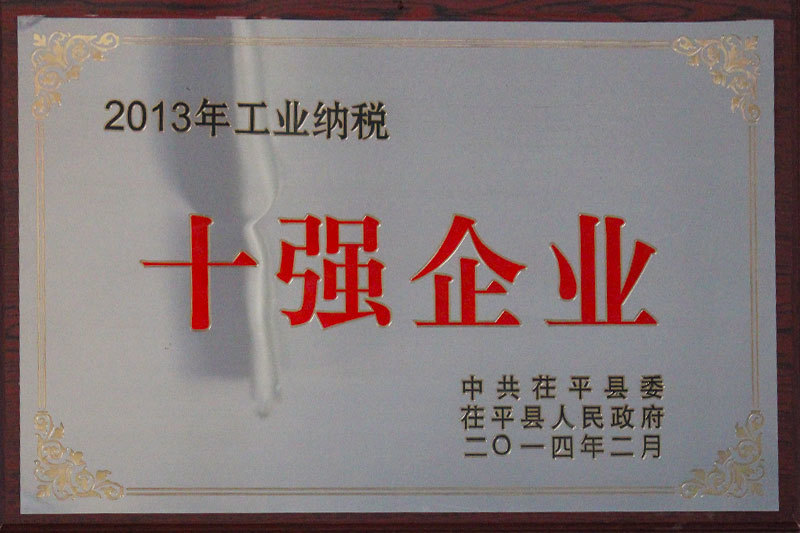 2013年工业纳税
十强企业
中共茌平县委
茌平县人民政府
二〇一四年二月